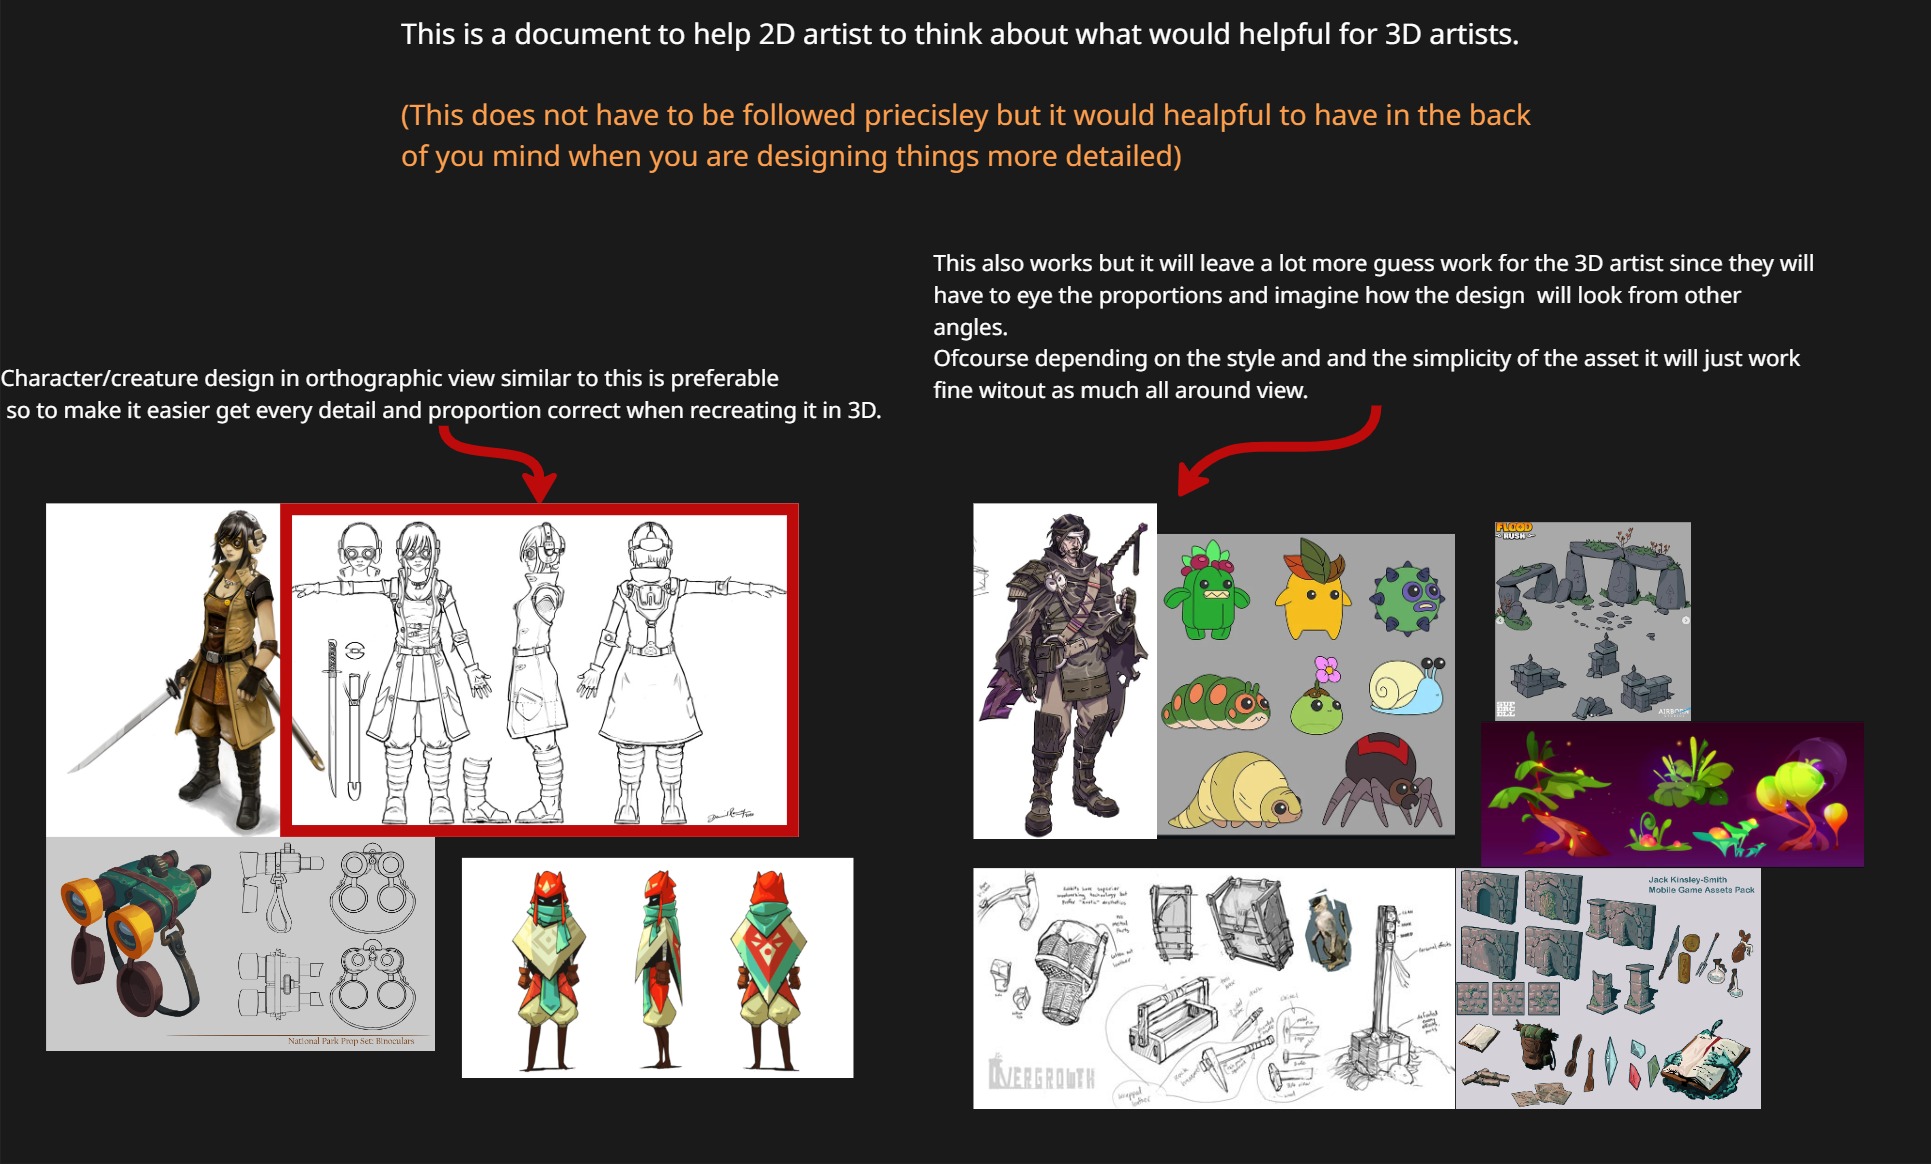 This is a document to help 2D artist to think about what would helpful for 3D artists.
(This does not have to be followed priecisley but it would healpful to have in the back
of you mind when you are designing things more detailed)
This also works but it will leave a lot more guess work for the 3D artist since they will
have to eye the proportions and imagine how the design  will look from other
angles.
Ofcourse depending on the style and and the simplicity of the asset it will just work
fine witout as much all around view.
Character/creature design in orthographic view similar to this is preferable
so to make it easier get every detail and proportion correct when recreating it in 3D.
FLOOD
RUSH
National Park Prop Set: Binoculars
OVERGROWTH
Jack Kinsley-Smith
Mobile Game Assets Pack